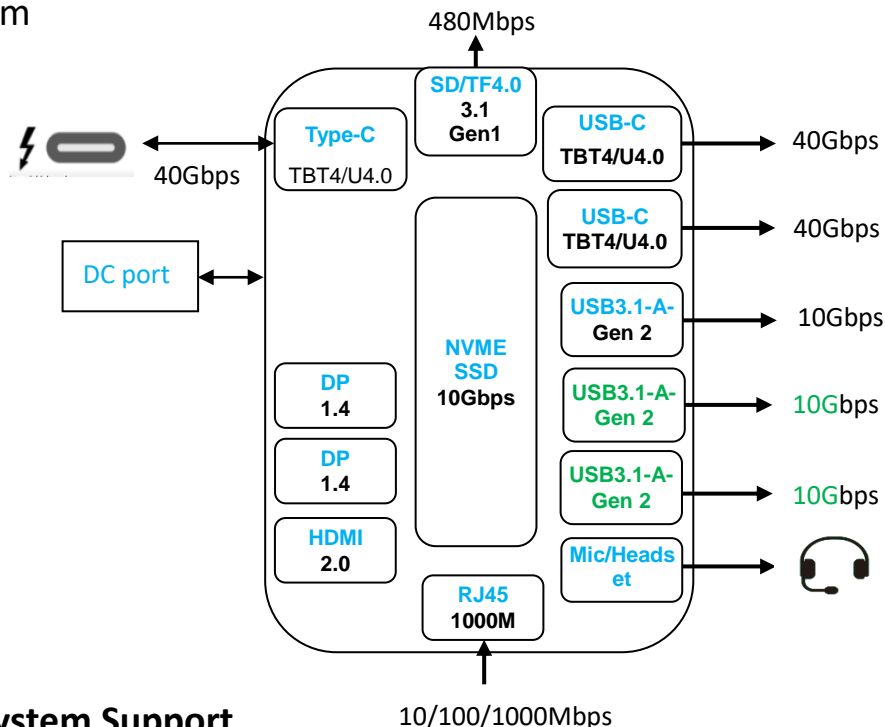 m
480Mbps
SD/TF4.0
3.1
Gen1
Type-C
TBT4/U4.0
40Gbps
USB-C
TBT4/U4.0
40Gbps
USB-C
TBT4/U4.0
40Gbps
DC port
USB3.1-A-
Gen 2
10Gbps
NVME
SSD
10Gbps
DP
1.4
USB3.1-A-
Gen 2
10Gbps
DP
1.4
USB3.1-A-
Gen 2
10Gbps
HDMI
2.0
Mic/Heads
et
RJ45
1000M
10/100/1000Mbps
ystem Support